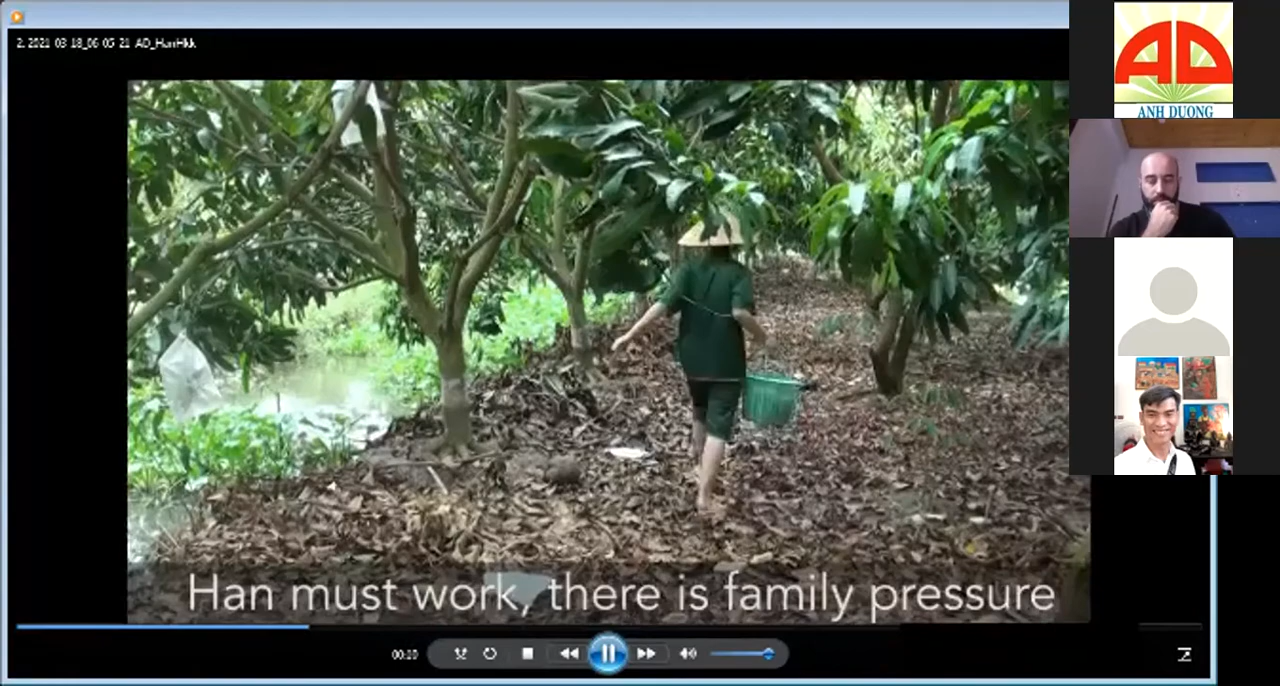 2. 2021 03 18_06 05 21 AD_HanHkk
AD
ANH DUONG
Han must work, there is family pressure
00:10